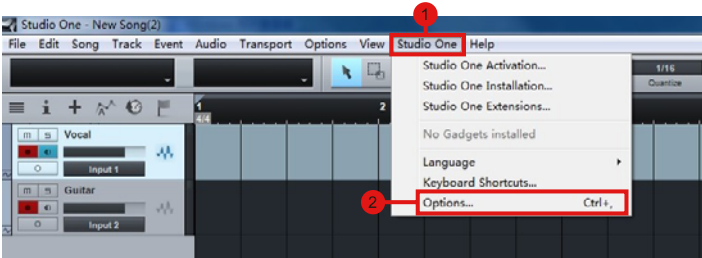 1
Studio One - New Song(2)
File Edit Song Track Event Audio Transport Options View Studio One Help
Studio One Activation...
1/16
Quantize
Studio One Installation...
Studio One Extensions...
1
2
4/4
No Gadgets installed
m s Vocal
Input 1
Language
Keyboard Shortcuts...
m s Guitar
2
Options... Ctrl+,
Input 2